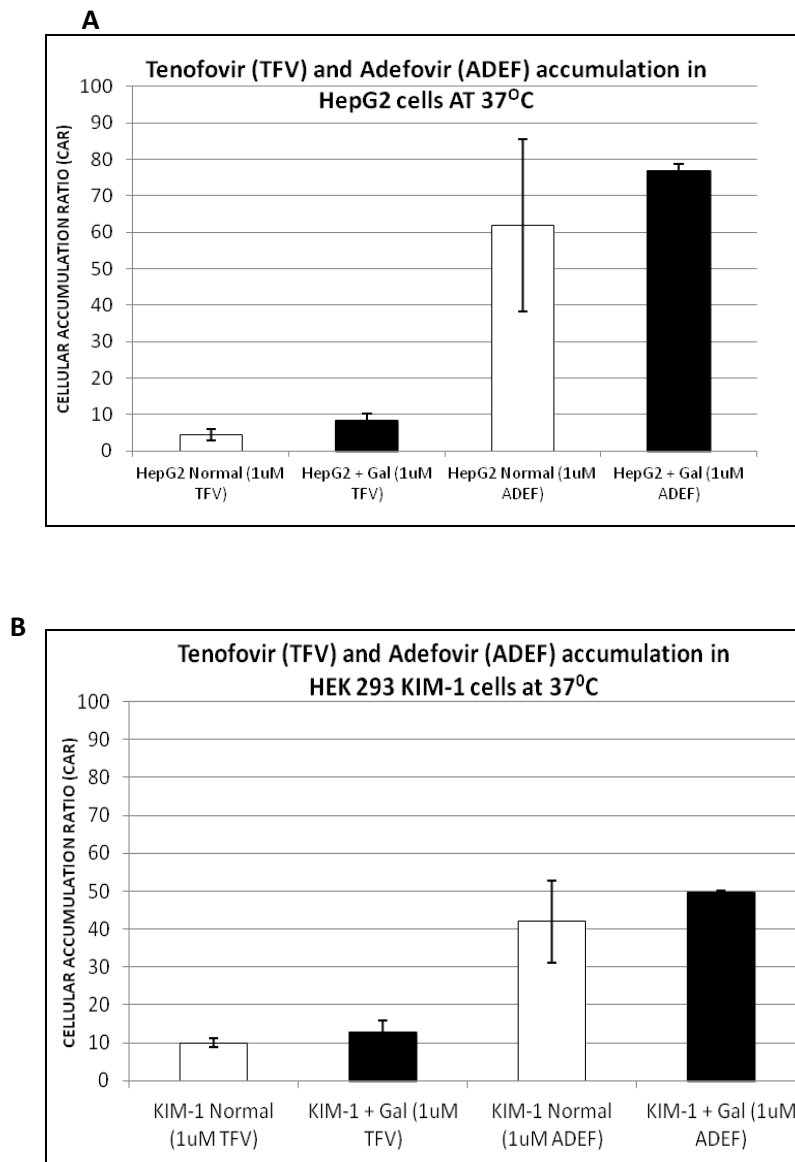 A
Tenofovir (TFV) and Adefovir (ADEF) accumulation in
HepG2 cells AT 37⁰C
CELLULAR ACCUMULATION RATIO (CAR)
100
90
80
70
60
50
40
30
20
10
0
HepG2 Normal (1uM TFV)
HepG2 + Gal (1uM TFV)
HepG2 Normal (1uM ADEF)
HepG2 + Gal (1uM ADEF)
B
Tenofovir (TFV) and Adefovir (ADEF) accumulation in
HEK 293 KIM-1 cells at 37⁰C
CELLULAR ACCUMULATION RATIO (CAR)
100
90
80
70
60
50
40
30
20
10
0
KIM-1 Normal
(1uM TFV)
KIM-1 + Gal (1uM
TFV)
KIM-1 Normal
(1uM ADEF)
KIM-1 + Gal (1uM
ADEF)